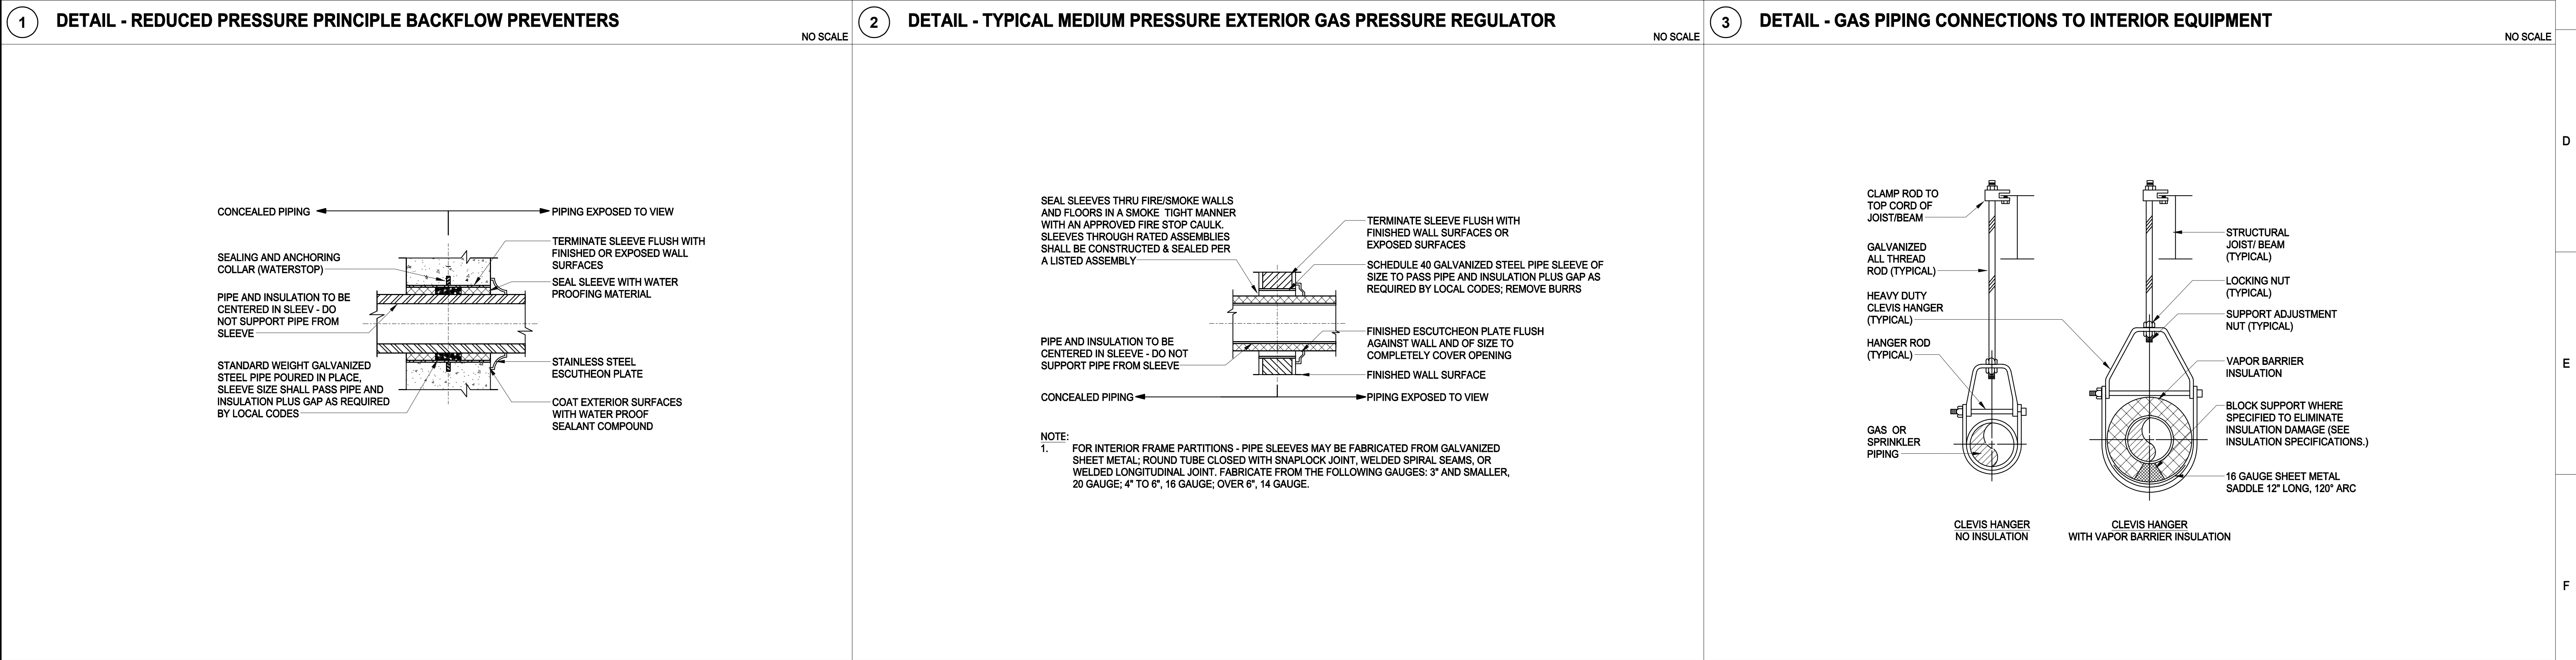 1
DETAIL - REDUCED PRESSURE PRINCIPLE BACKFLOW PREVENTERS
NO SCALE
2
DETAIL - TYPICAL MEDIUM PRESSURE EXTERIOR GAS PRESSURE REGULATOR
NO SCALE
3
DETAIL - GAS PIPING CONNECTIONS TO INTERIOR EQUIPMENT
NO SCALE
CONCEALED PIPING
PIPING EXPOSED TO VIEW
SEALING AND ANCHORING
COLLAR (WATERSTOP)
PIPE AND INSULATION TO BE
CENTERED IN SLEEV - DO
NOT SUPPORT PIPE FROM
SLEEVE
STANDARD WEIGHT GALVANIZED
STEEL PIPE POURED IN PLACE,
SLEEVE SIZE SHALL PASS PIPE AND
INSULATION PLUS GAP AS REQUIRED
BY LOCAL CODES
TERMINATE SLEEVE FLUSH WITH
FINISHED OR EXPOSED WALL
SURFACES
SEAL SLEEVE WITH WATER
PROOFING MATERIAL
STAINLESS STEEL
ESCUTHEON PLATE
COAT EXTERIOR SURFACES
WITH WATER PROOF
SEALANT COMPOUND
SEAL SLEEVES THRU FIRE/SMOKE WALLS
AND FLOORS IN A SMOKE TIGHT MANNER
WITH AN APPROVED FIRE STOP CAULK.
SLEEVES THROUGH RATED ASSEMBLIES
SHALL BE CONSTRUCTED & SEALED PER
A LISTED ASSEMBLY
PIPE AND INSULATION TO BE
CENTERED IN SLEEVE - DO NOT
SUPPORT PIPE FROM SLEEVE
CONCEALED PIPING
TERMINATE SLEEVE FLUSH WITH
FINISHED WALL SURFACES OR
EXPOSED SURFACES
SCHEDULE 40 GALVANIZED STEEL PIPE SLEEVE OF
SIZE TO PASS PIPE AND INSULATION PLUS GAP AS
REQUIRED BY LOCAL CODES; REMOVE BURRS
FINISHED ESCUTCHEON PLATE FLUSH
AGAINST WALL AND OF SIZE TO
COMPLETELY COVER OPENING
FINISHED WALL SURFACE
PIPING EXPOSED TO VIEW
NOTE:
1. FOR INTERIOR FRAME PARTITIONS - PIPE SLEEVES MAY BE FABRICATED FROM GALVANIZED
SHEET METAL; ROUND TUBE CLOSED WITH SNAPLOCK JOINT, WELDED SPIRAL SEAMS, OR
WELDED LONGITUDINAL JOINT. FABRICATE FROM THE FOLLOWING GAUGES: 3" AND SMALLER,
20 GAUGE; 4" TO 6", 16 GAUGE; OVER 6", 14 GAUGE.
CLAMP ROD TO
TOP CORD OF
JOIST/BEAM
GALVANIZED
ALL THREAD
ROD (TYPICAL)
HEAVY DUTY
CLEVIS HANGER
(TYPICAL)
HANGER ROD
(TYPICAL)
GAS OR
SPRINKLER
PIPING
STRUCTURAL
JOIST/ BEAM
(TYPICAL)
LOCKING NUT
(TYPICAL)
SUPPORT ADJUSTMENT
NUT (TYPICAL)
VAPOR BARRIER
INSULATION
BLOCK SUPPORT WHERE
SPECIFIED TO ELIMINATE
INSULATION DAMAGE (SEE
INSULATION SPECIFICATIONS.)
16 GAUGE SHEET METAL
SADDLE 12" LONG, 120° ARC
CLEVIS HANGER
NO INSULATION
CLEVIS HANGER
WITH VAPOR BARRIER INSULATION
D
E
F